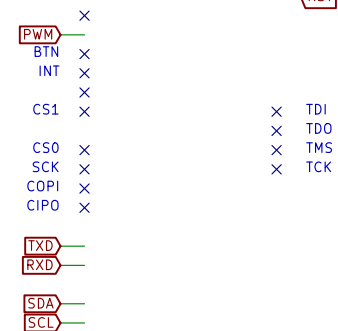 PWM
BTN
INT
CS1
TDI
TDO
CS0
TMS
SCK
TCK
COPI
CIPO
TXD
RXD
SDA
SCL